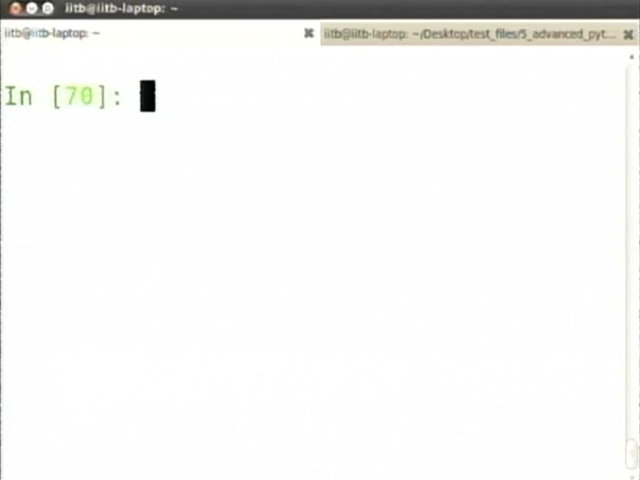 iitb@iitb-laptop: ~
iitb@iitb-laptop: ~
iitb@iitb-laptop: ~/Desktop/test_files/5_advanced_pyt...
In [70]: